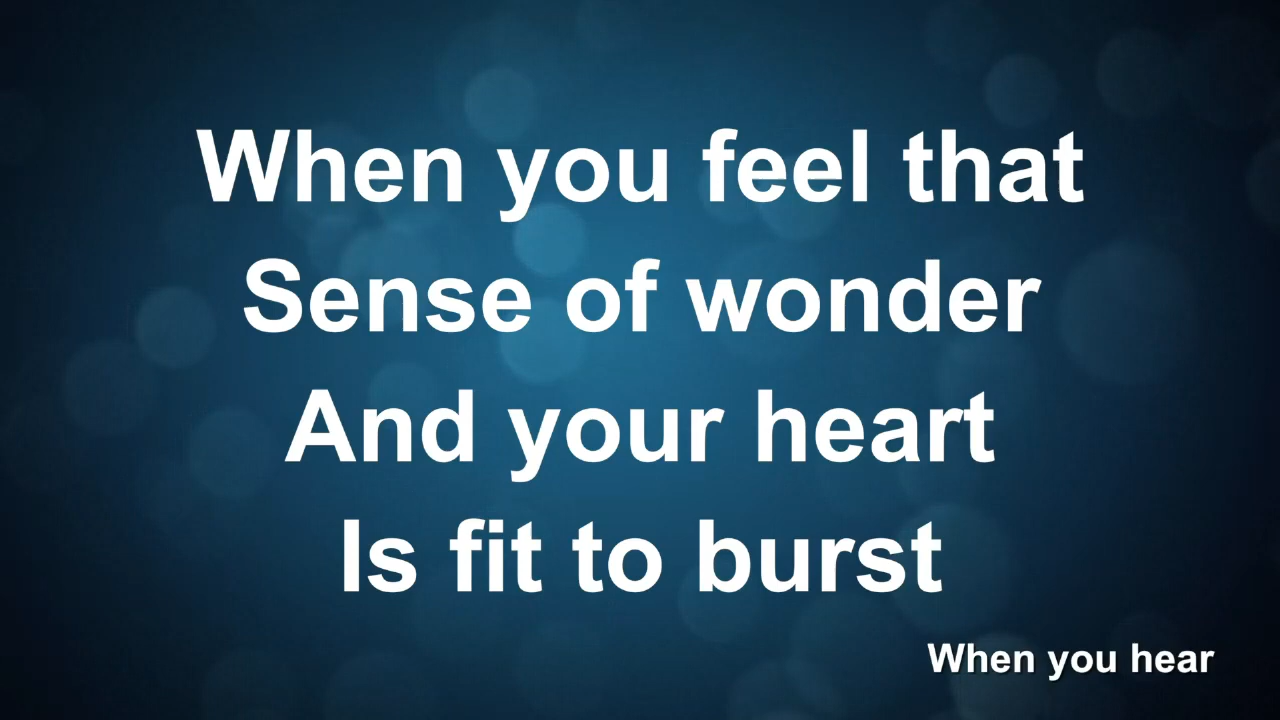 When you feel that
Sense of wonder
And your heart
Is fit to burst
When you hear